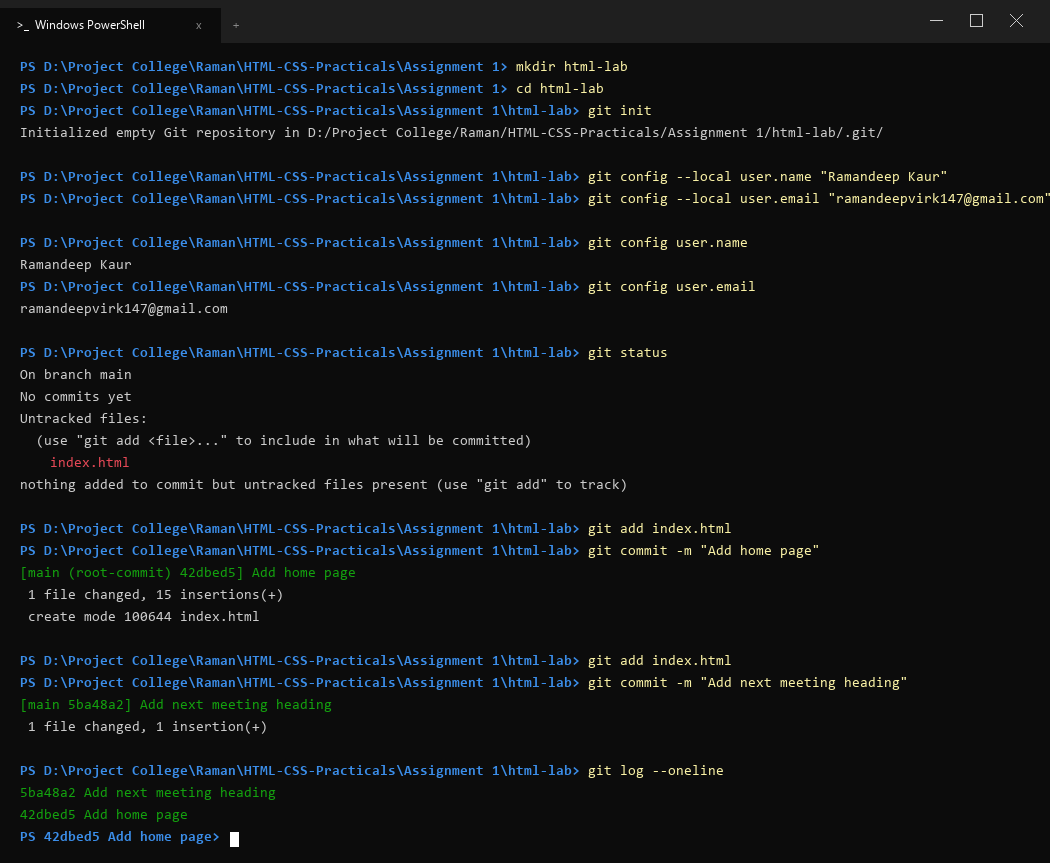 >_ Windows PowerShell x +
PS D:\Project College\Raman\HTML-CSS-Practicals\Assignment 1> mkdir html-lab
PS D:\Project College\Raman\HTML-CSS-Practicals\Assignment 1> cd html-lab
PS D:\Project College\Raman\HTML-CSS-Practicals\Assignment 1\html-lab> git init
Initialized empty Git repository in D:/Project College/Raman/HTML-CSS-Practicals/Assignment 1/html-lab/.git/
PS D:\Project College\Raman\HTML-CSS-Practicals\Assignment 1\html-lab> git config --local user.name "Ramandeep Kaur"
PS D:\Project College\Raman\HTML-CSS-Practicals\Assignment 1\html-lab> git config --local user.email "ramandeepvirk147@gmail.com"
PS D:\Project College\Raman\HTML-CSS-Practicals\Assignment 1\html-lab> git config user.name
Ramandeep Kaur
PS D:\Project College\Raman\HTML-CSS-Practicals\Assignment 1\html-lab> git config user.email
ramandeepvirk147@gmail.com
PS D:\Project College\Raman\HTML-CSS-Practicals\Assignment 1\html-lab> git status
On branch main
No commits yet
Untracked files:
  (use "git add <file>..." to include in what will be committed)
    index.html
nothing added to commit but untracked files present (use "git add" to track)
PS D:\Project College\Raman\HTML-CSS-Practicals\Assignment 1\html-lab> git add index.html
PS D:\Project College\Raman\HTML-CSS-Practicals\Assignment 1\html-lab> git commit -m "Add home page"
[main (root-commit) 42dbed5] Add home page
 1 file changed, 15 insertions(+)
 create mode 100644 index.html
PS D:\Project College\Raman\HTML-CSS-Practicals\Assignment 1\html-lab> git add index.html
PS D:\Project College\Raman\HTML-CSS-Practicals\Assignment 1\html-lab> git commit -m "Add next meeting heading"
[main 5ba48a2] Add next meeting heading
 1 file changed, 1 insertion(+)
PS D:\Project College\Raman\HTML-CSS-Practicals\Assignment 1\html-lab> git log --oneline
5ba48a2 Add next meeting heading
42dbed5 Add home page
PS 42dbed5 Add home page>